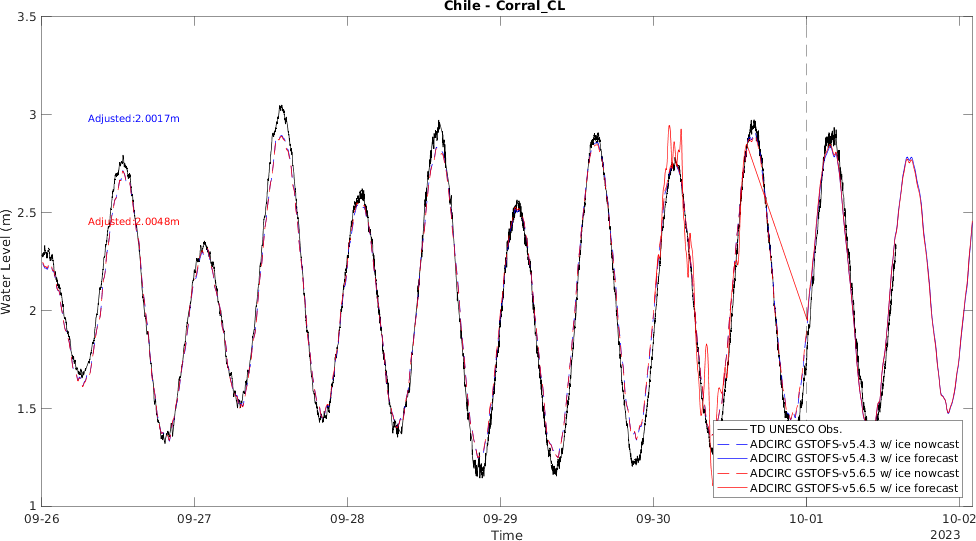 Chile - Corral_CL
3.5
3
2.5
2
1.5
1
Water Level (m)
Adjusted:2.0017m
Adjusted:2.0048m
TD UNESCO Obs.
ADCIRC GSTOFS-v5.4.3 w/ ice nowcast
ADCIRC GSTOFS-v5.4.3 w/ ice forecast
ADCIRC GSTOFS-v5.6.5 w/ ice nowcast
ADCIRC GSTOFS-v5.6.5 w/ ice forecast
09-26 09-27 09-28 09-29 09-30 10-01 10-02
Time
2023